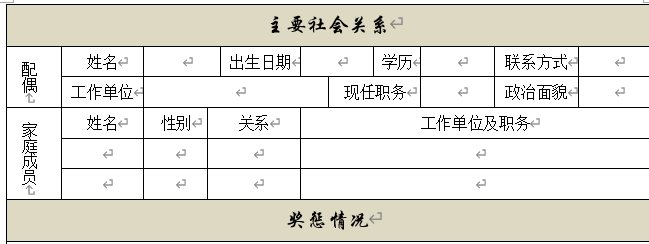 主要社会关系
配偶 姓名 出生日期 学历 联系方式
工作单位 现任职务 政治面貌
家庭成员 姓名 性别 关系 工作单位及职务
奖惩情况